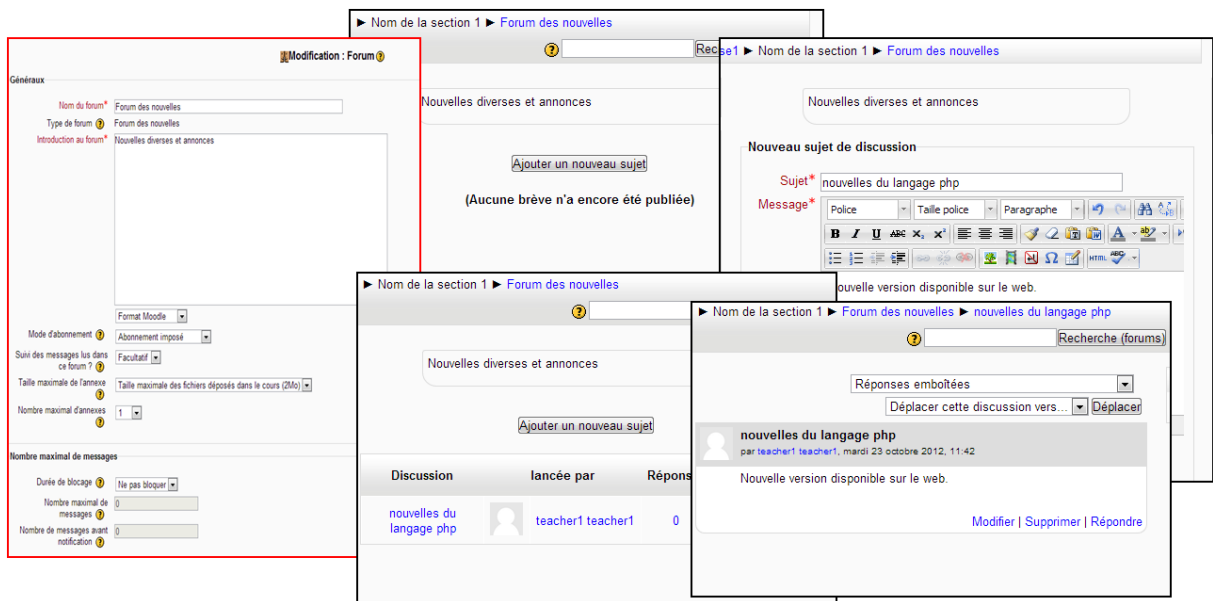 Modification : Forum
Généraux
Nom du forum* Forum des nouvelles
Type de forum Forum des nouvelles
Introduction au forum* Nouvelles diverses et annonces
Format Moodle
Mode d'abonnement Abonnement imposé
Suivi des messages lus dans
ce forum ? Facultatif
Taille maximale de l'annexe Taille maximale des fichiers déposés dans le cours (2Mo)
Nombre maximal d'annexes 1
Nombre maximal de messages
Durée de blocage Ne pas bloquer
Nombre maximal de
messages 0
Nombre de messages avant
notification 0
► Nom de la section 1 ► Forum des nouvelles
Rec
Nouvelles diverses et annonces
Ajouter un nouveau sujet
(Aucune brève n'a encore été publiée)
se1 ► Nom de la section 1 ► Forum des nouvelles
Nouvelles diverses et annonces
Nouveau sujet de discussion
Sujet* nouvelles du langage php
Message* Police Taille police Paragraphe
B I U ABC X₂ X² A ab
Ω HTML ABC
ouvelle version disponible sur le web.
► Nom de la section 1 ► Forum des nouvelles
Nouvelles diverses et annonces
Ajouter un nouveau sujet
Discussion lancée par Répons
nouvelles du
langage php teacher1 teacher1 0
► Nom de la section 1 ► Forum des nouvelles ► nouvelles du langage php
Recherche (forums)
Réponses emboîtées
Déplacer cette discussion vers... Déplacer
nouvelles du langage php
par teacher1 teacher1, mardi 23 octobre 2012, 11:42
Nouvelle version disponible sur le web.
Modifier | Supprimer | Répondre